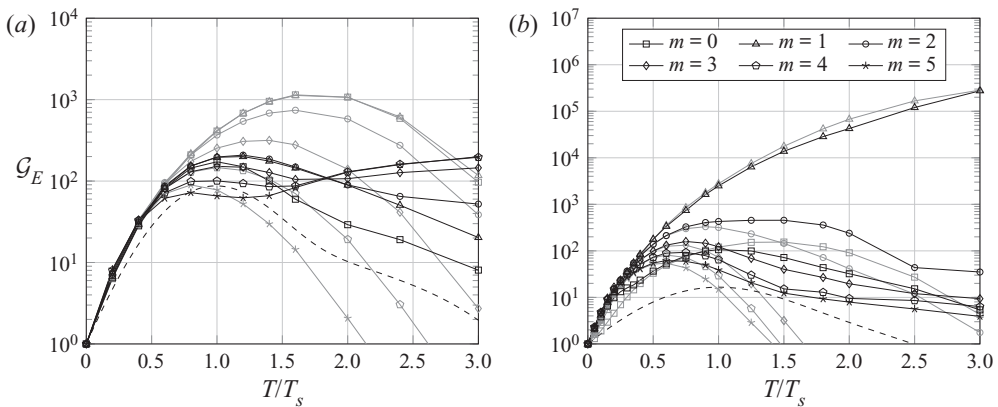 (a)
10⁴
10³
10²
10¹
10⁰
𝒢_E
0 0.5 1.0 1.5 2.0 2.5 3.0
T/T_s
(b)
10⁷
10⁶
10⁵
10⁴
10³
10²
10¹
10⁰
m = 0 m = 1 m = 2
m = 3 m = 4 m = 5
0 0.5 1.0 1.5 2.0 2.5 3.0
T/T_s